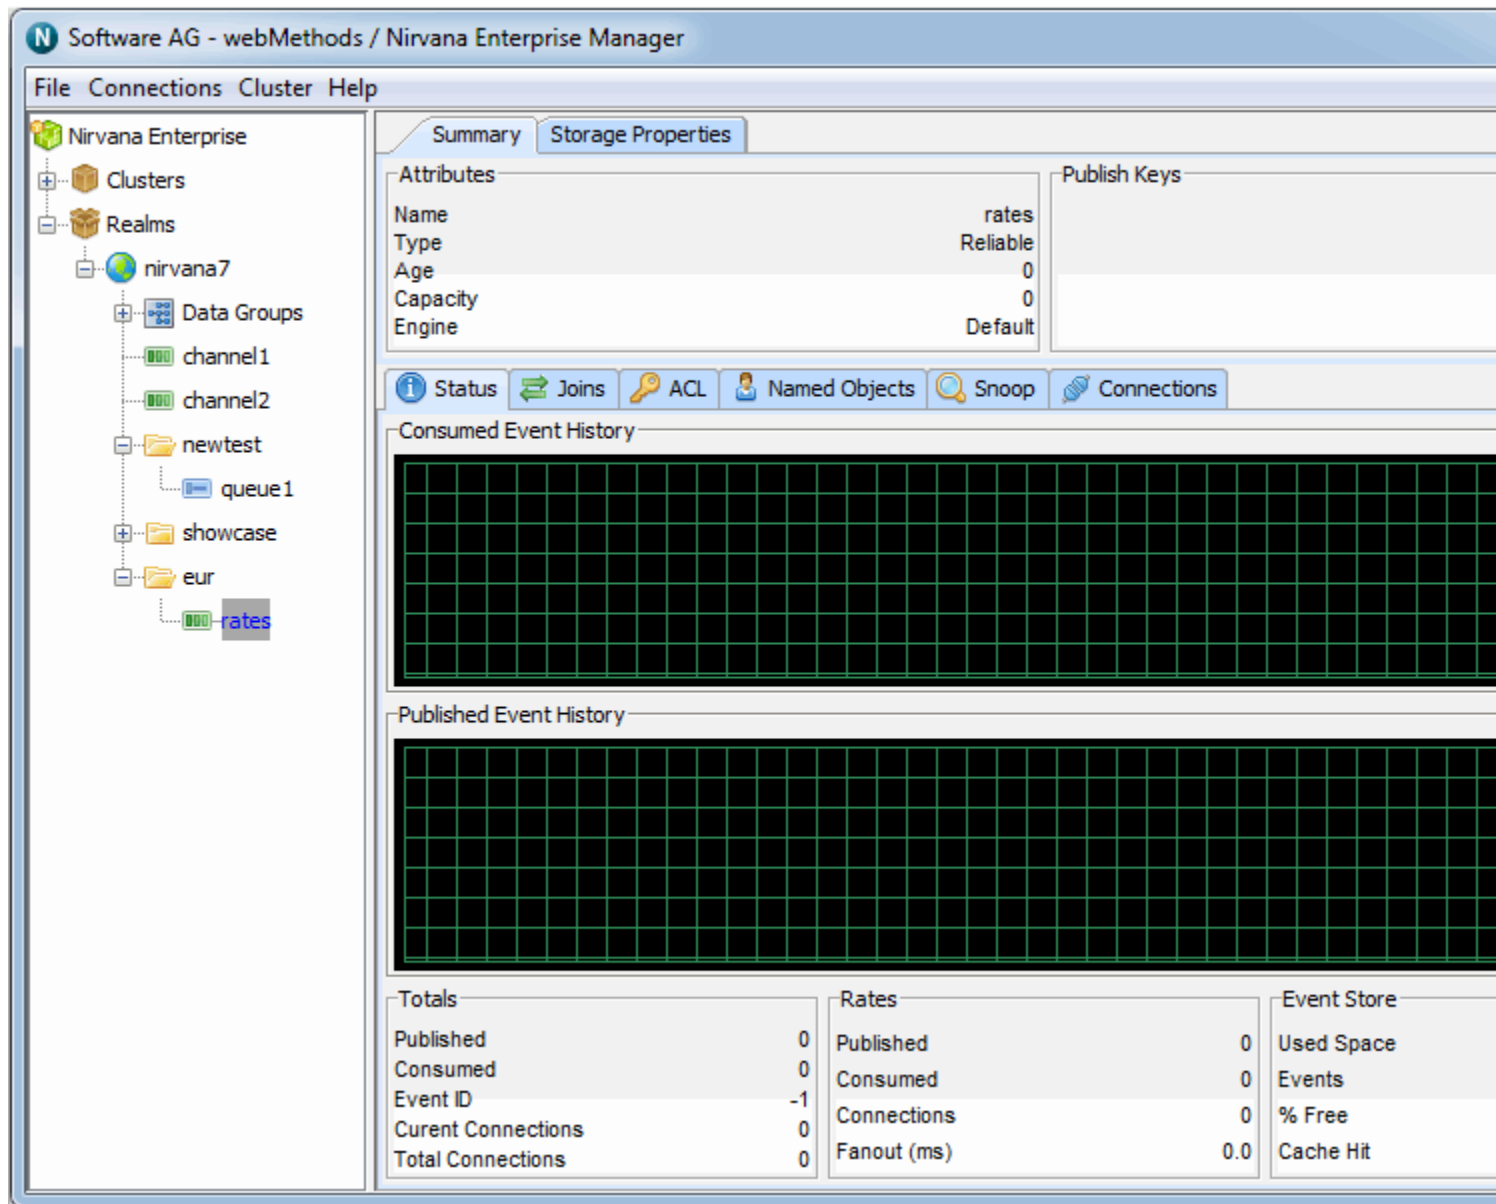 N Software AG - webMethods / Nirvana Enterprise Manager
File Connections Cluster Help
Nirvana Enterprise
Clusters
Realms
nirvana7
Data Groups
channel1
channel2
newtest
queue1
showcase
eur
rates
Summary Storage Properties
Attributes
Name rates
Type Reliable
Age 0
Capacity 0
Engine Default
Publish Keys
Status Joins ACL Named Objects Snoop Connections
Consumed Event History
Published Event History
Totals
Published 0
Consumed 0
Event ID -1
Curent Connections 0
Total Connections 0
Rates
Published 0
Consumed 0
Connections 0
Fanout (ms) 0.0
Event Store
Used Space
Events
% Free
Cache Hit